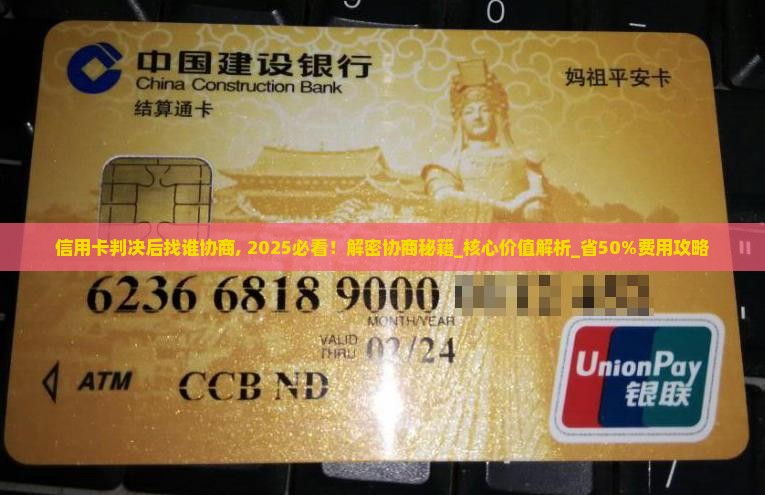 0
中国建设银行
China Construction Bank
结算通卡
妈祖平安卡
信用卡判决后找谁协商, 2025必看！解密协商秘籍_核心价值解析_省50%费用攻略
6236 6818 9000
MONTH/YEAR
VALID
THRU 02/24
ATM CCB ND
UnionPay
银联